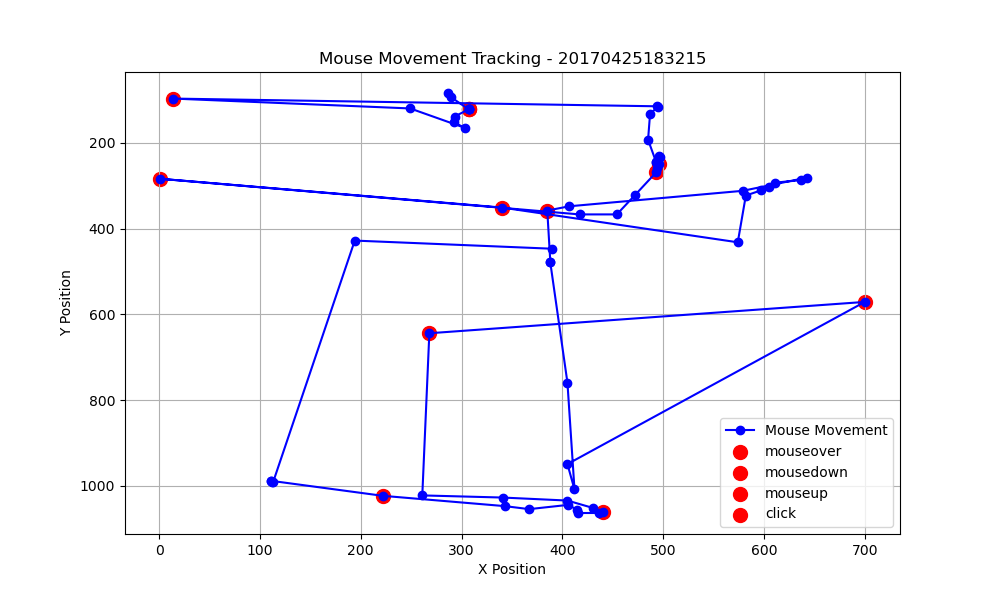 Mouse Movement Tracking - 20170425183215
Y Position
200
400
600
800
1000
0 100 200 300 400 500 600 700
X Position
Mouse Movement
mouseover
mousedown
mouseup
click